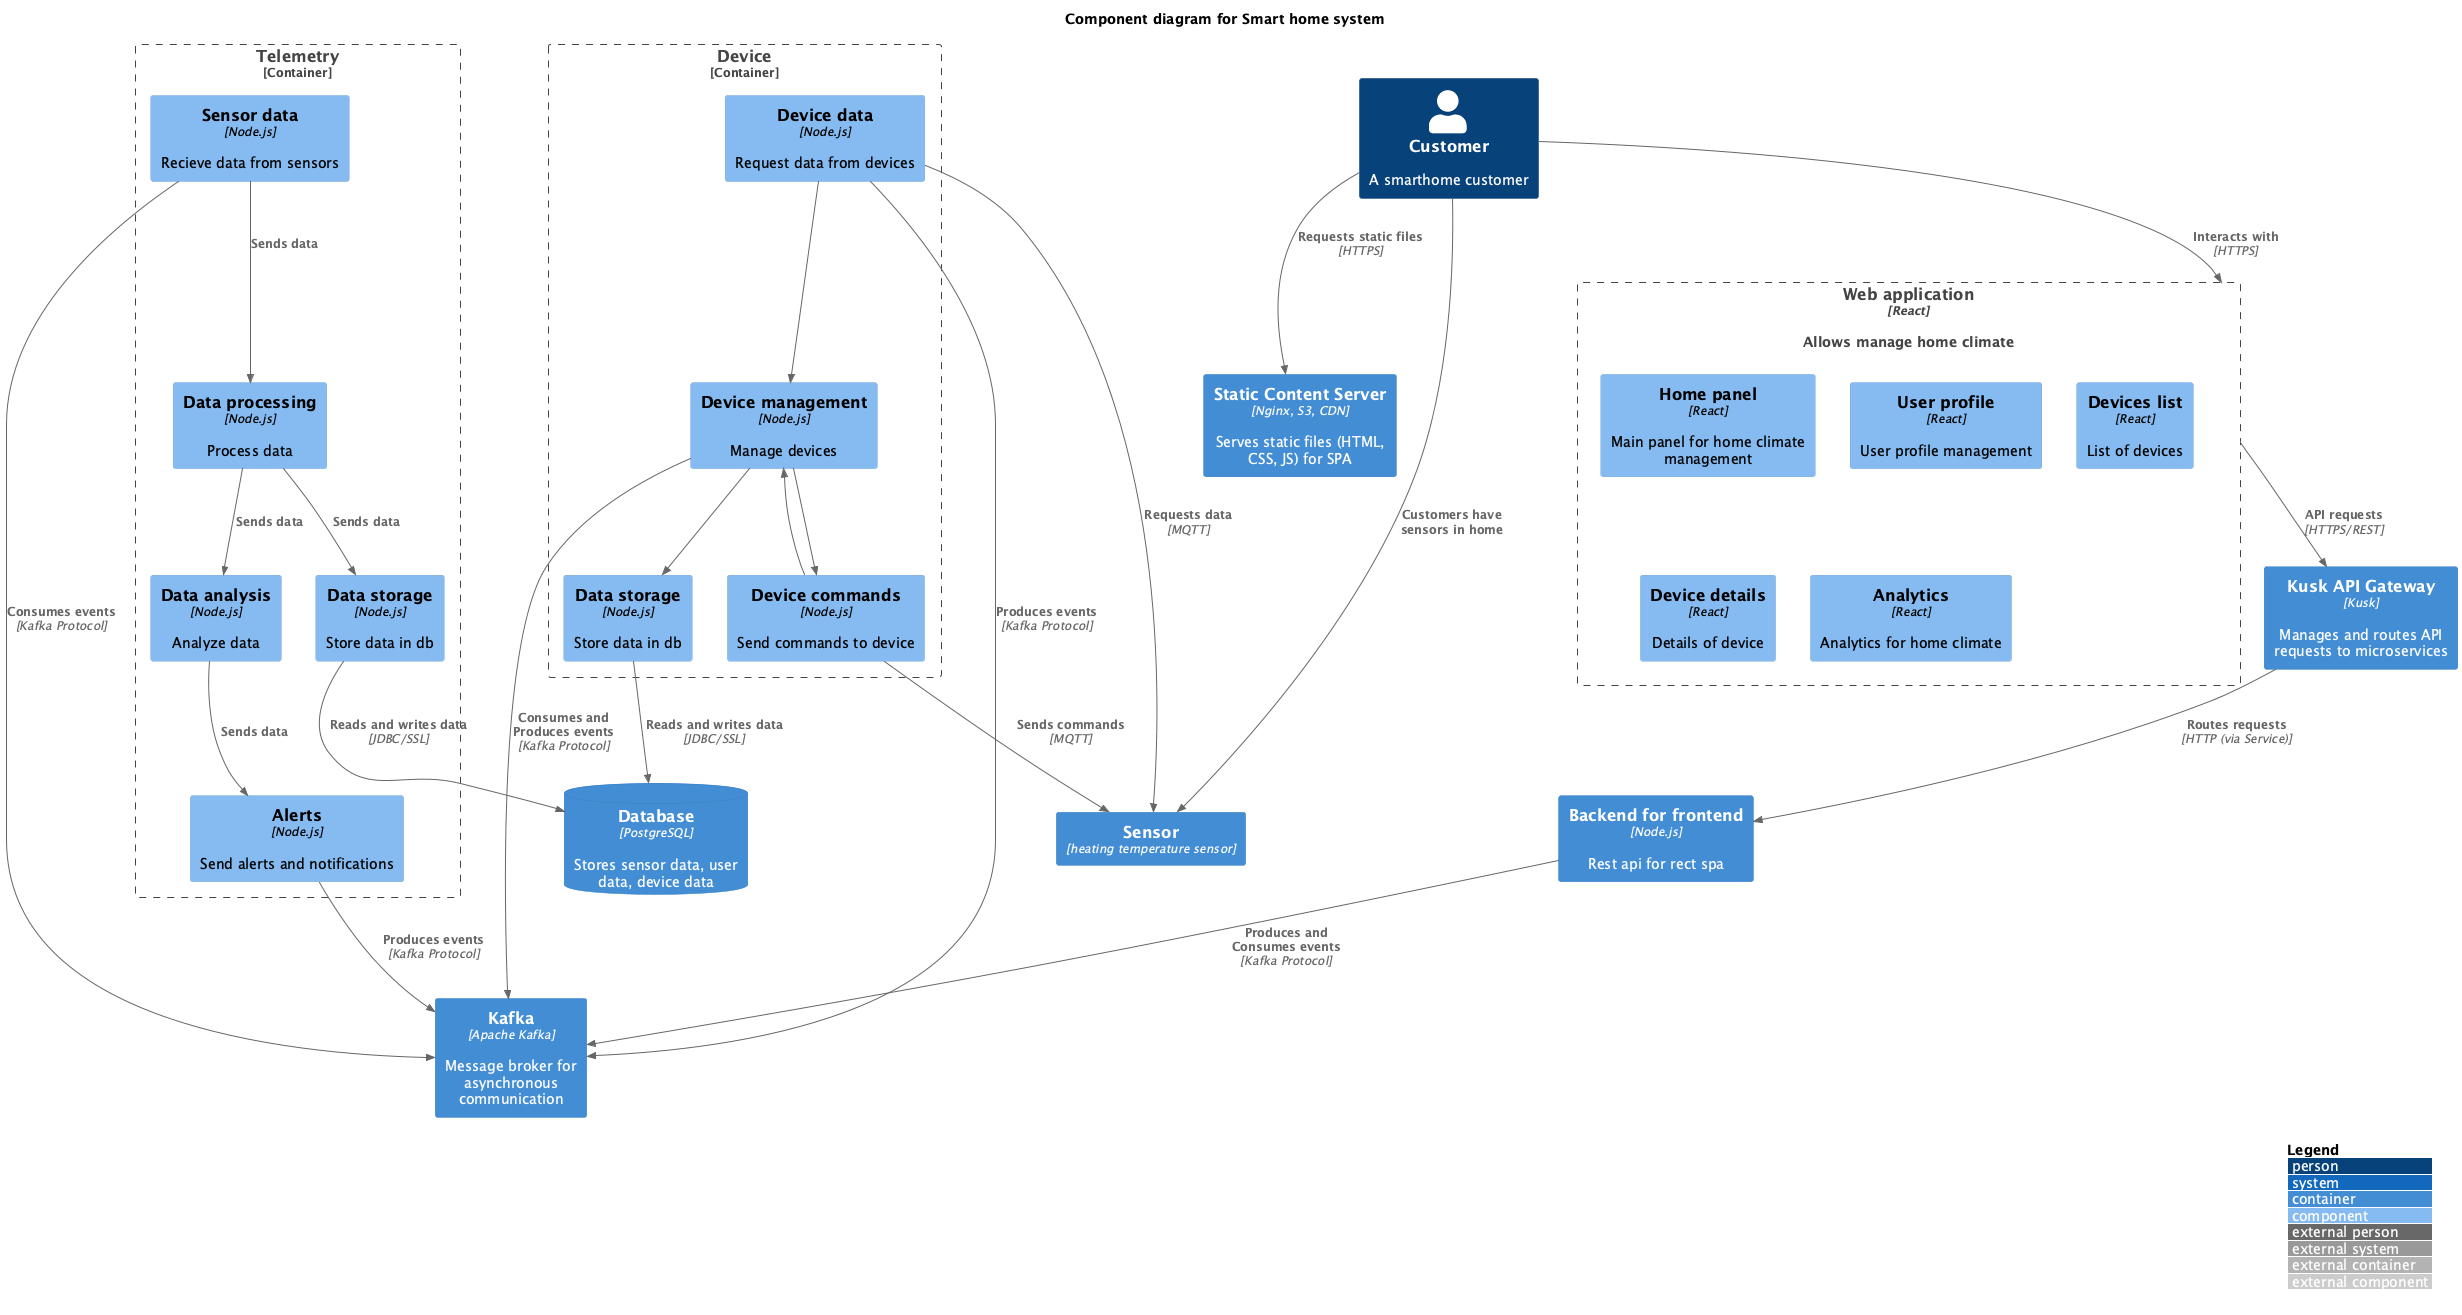 Component diagram for Smart home system
Telemetry
[Container]
Sensor data
[Node.js]
Recieve data from sensors
Sends data
Data processing
[Node.js]
Process data
Sends data
Sends data
Data analysis
[Node.js]
Analyze data
Data storage
[Node.js]
Store data in db
Consumes events
[Kafka Protocol]
Sends data
Reads and writes data
[JDBC/SSL]
Alerts
[Node.js]
Send alerts and notifications
Produces events
[Kafka Protocol]
Device
[Container]
Device data
[Node.js]
Request data from devices
Device management
[Node.js]
Manage devices
Data storage
[Node.js]
Store data in db
Device commands
[Node.js]
Send commands to device
Consumes and
Produces events
[Kafka Protocol]
Reads and writes data
[JDBC/SSL]
Produces events
[Kafka Protocol]
Requests data
[MQTT]
Sends commands
[MQTT]
Database
[PostgreSQL]
Stores sensor data, user
data, device data
Sensor
[heating temperature sensor]
Kafka
[Apache Kafka]
Message broker for
asynchronous
communication
Customer
A smarthome customer
Requests static files
[HTTPS]
Interacts with
[HTTPS]
Static Content Server
[Nginx, S3, CDN]
Serves static files (HTML,
CSS, JS) for SPA
Customers have
sensors in home
Web application
[React]
Allows manage home climate
Home panel
[React]
Main panel for home climate
management
User profile
[React]
User profile management
Devices list
[React]
List of devices
Device details
[React]
Details of device
Analytics
[React]
Analytics for home climate
API requests
[HTTPS/REST]
Kusk API Gateway
[Kusk]
Manages and routes API
requests to microservices
Routes requests
[HTTP (via Service)]
Backend for frontend
[Node.js]
Rest api for rect spa
Produces and
Consumes events
[Kafka Protocol]
Legend
person
system
container
component
external person
external system
external container
external component